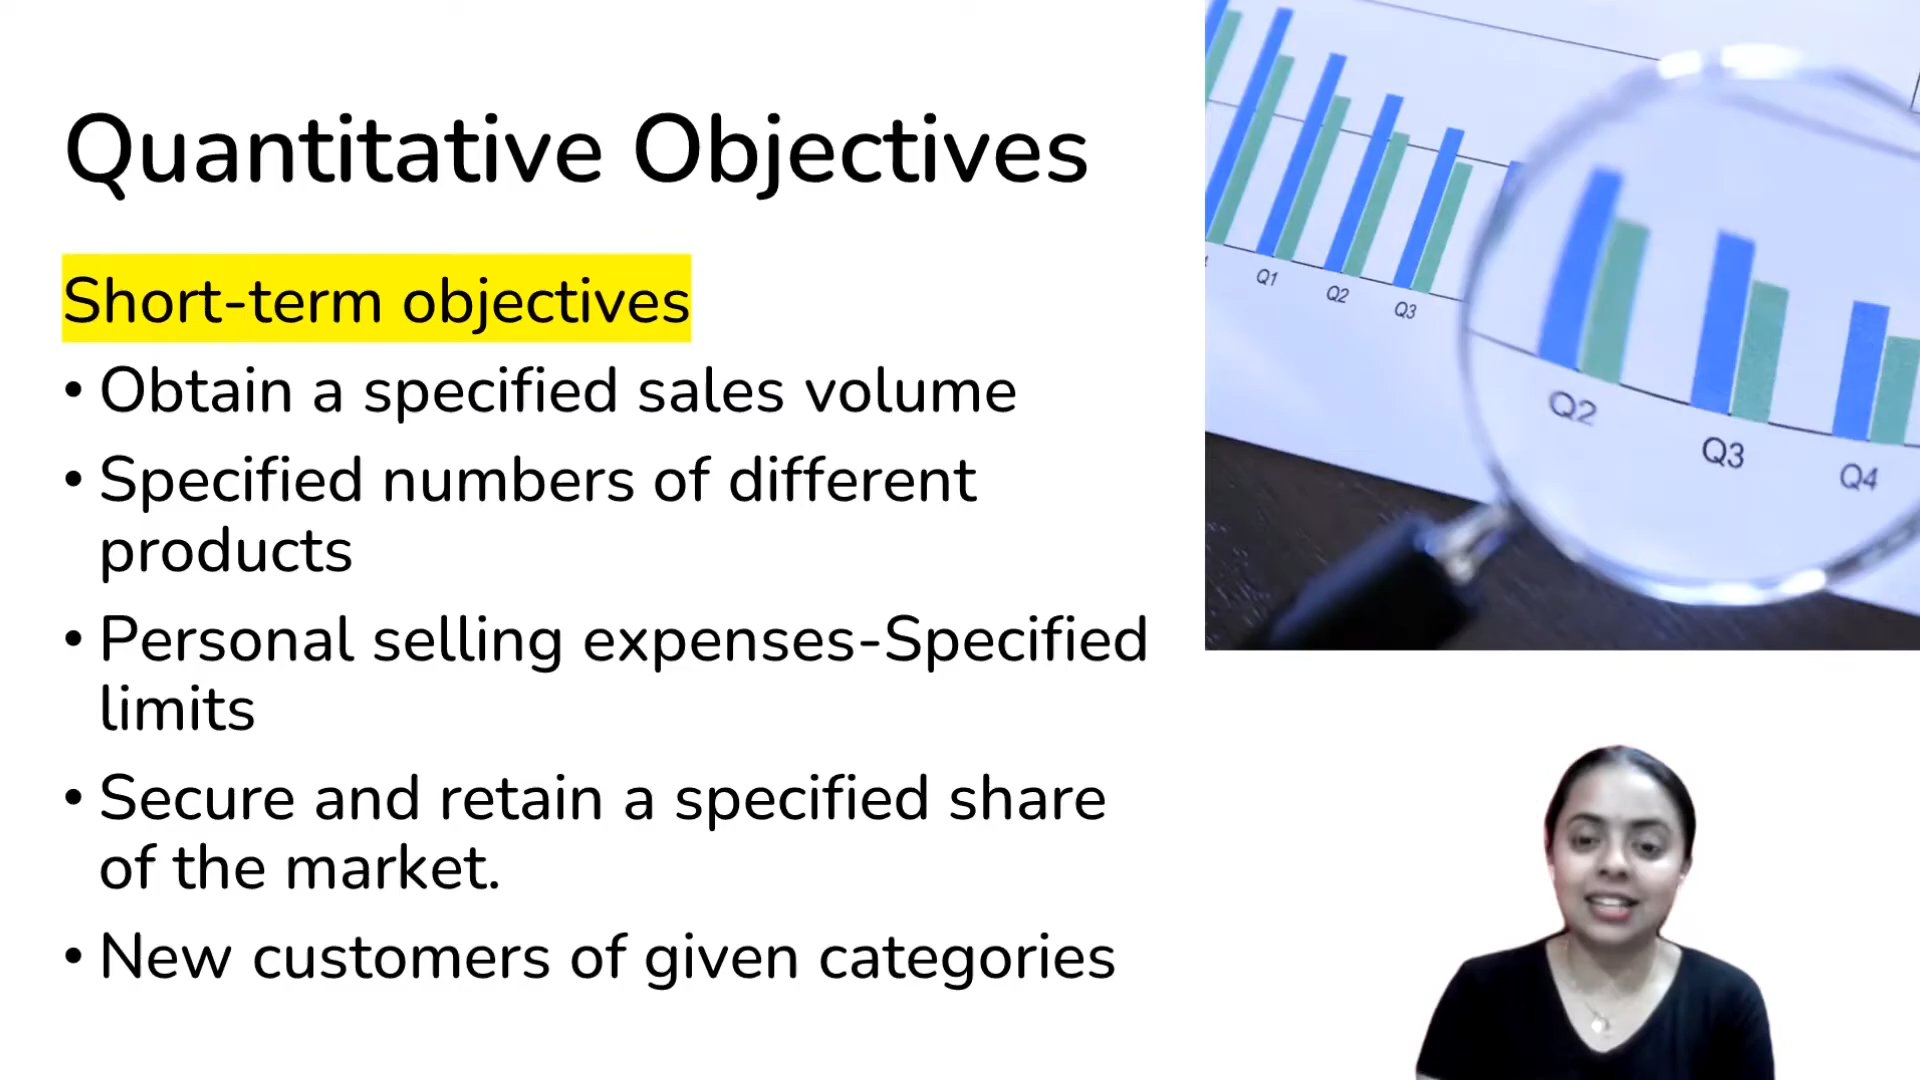 Quantitative Objectives
Short-term objectives
• Obtain a specified sales volume
• Specified numbers of different
products
• Personal selling expenses-Specified
limits
• Secure and retain a specified share
of the market.
• New customers of given categories
Q1
Q2
Q3
Q2
Q3
Q4